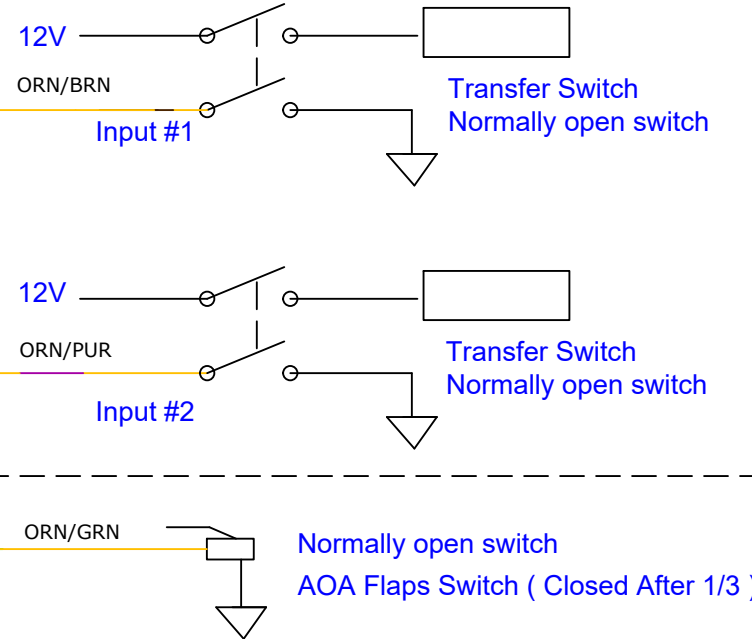 12V
ORN/BRN
Input #1
Transfer Switch
Normally open switch
12V
ORN/PUR
Input #2
Transfer Switch
Normally open switch
ORN/GRN
Normally open switch
AOA Flaps Switch ( Closed After 1/3 )